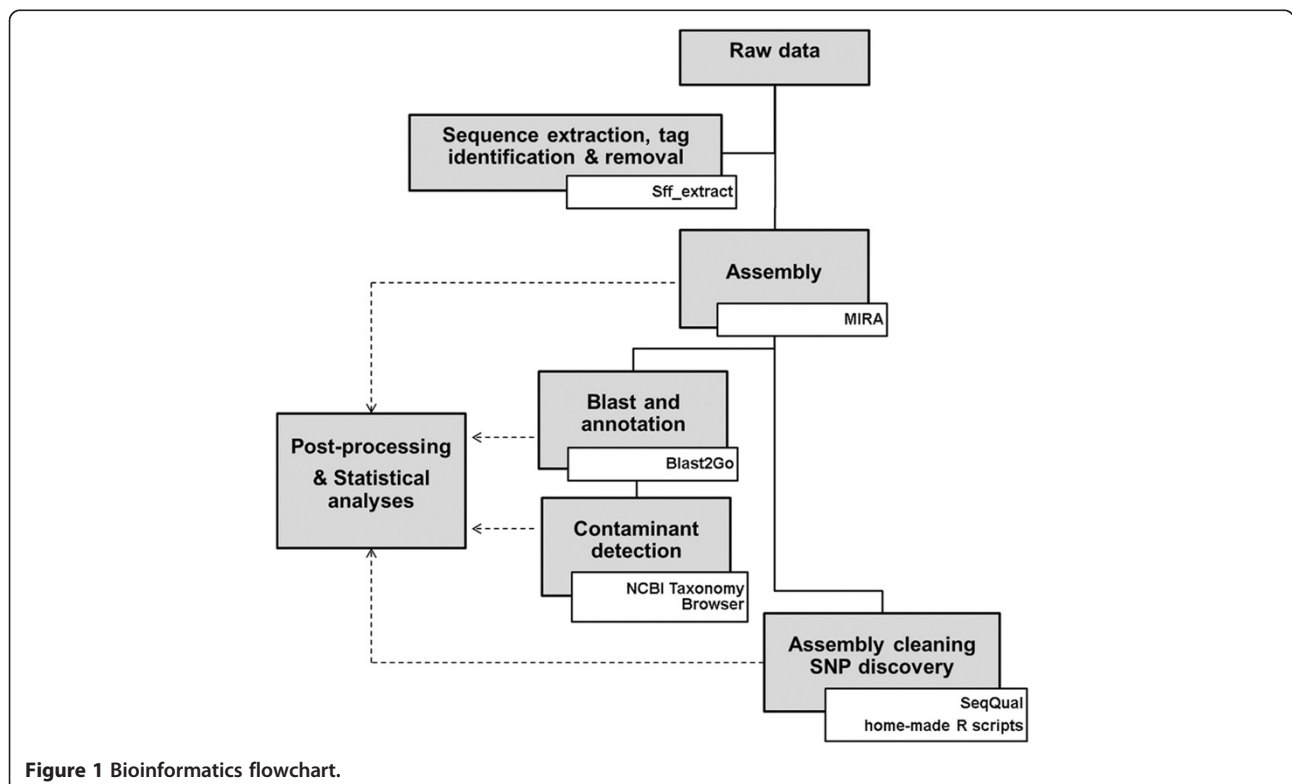 Raw data
Sequence extraction, tag
identification & removal
Sff_extract
Assembly
MIRA
Blast and
annotation
Blast2Go
Post-processing
& Statistical
analyses
Contaminant
detection
NCBI Taxonomy
Browser
Assembly cleaning
SNP discovery
SeqQual
home-made R scripts
Figure 1 Bioinformatics flowchart.